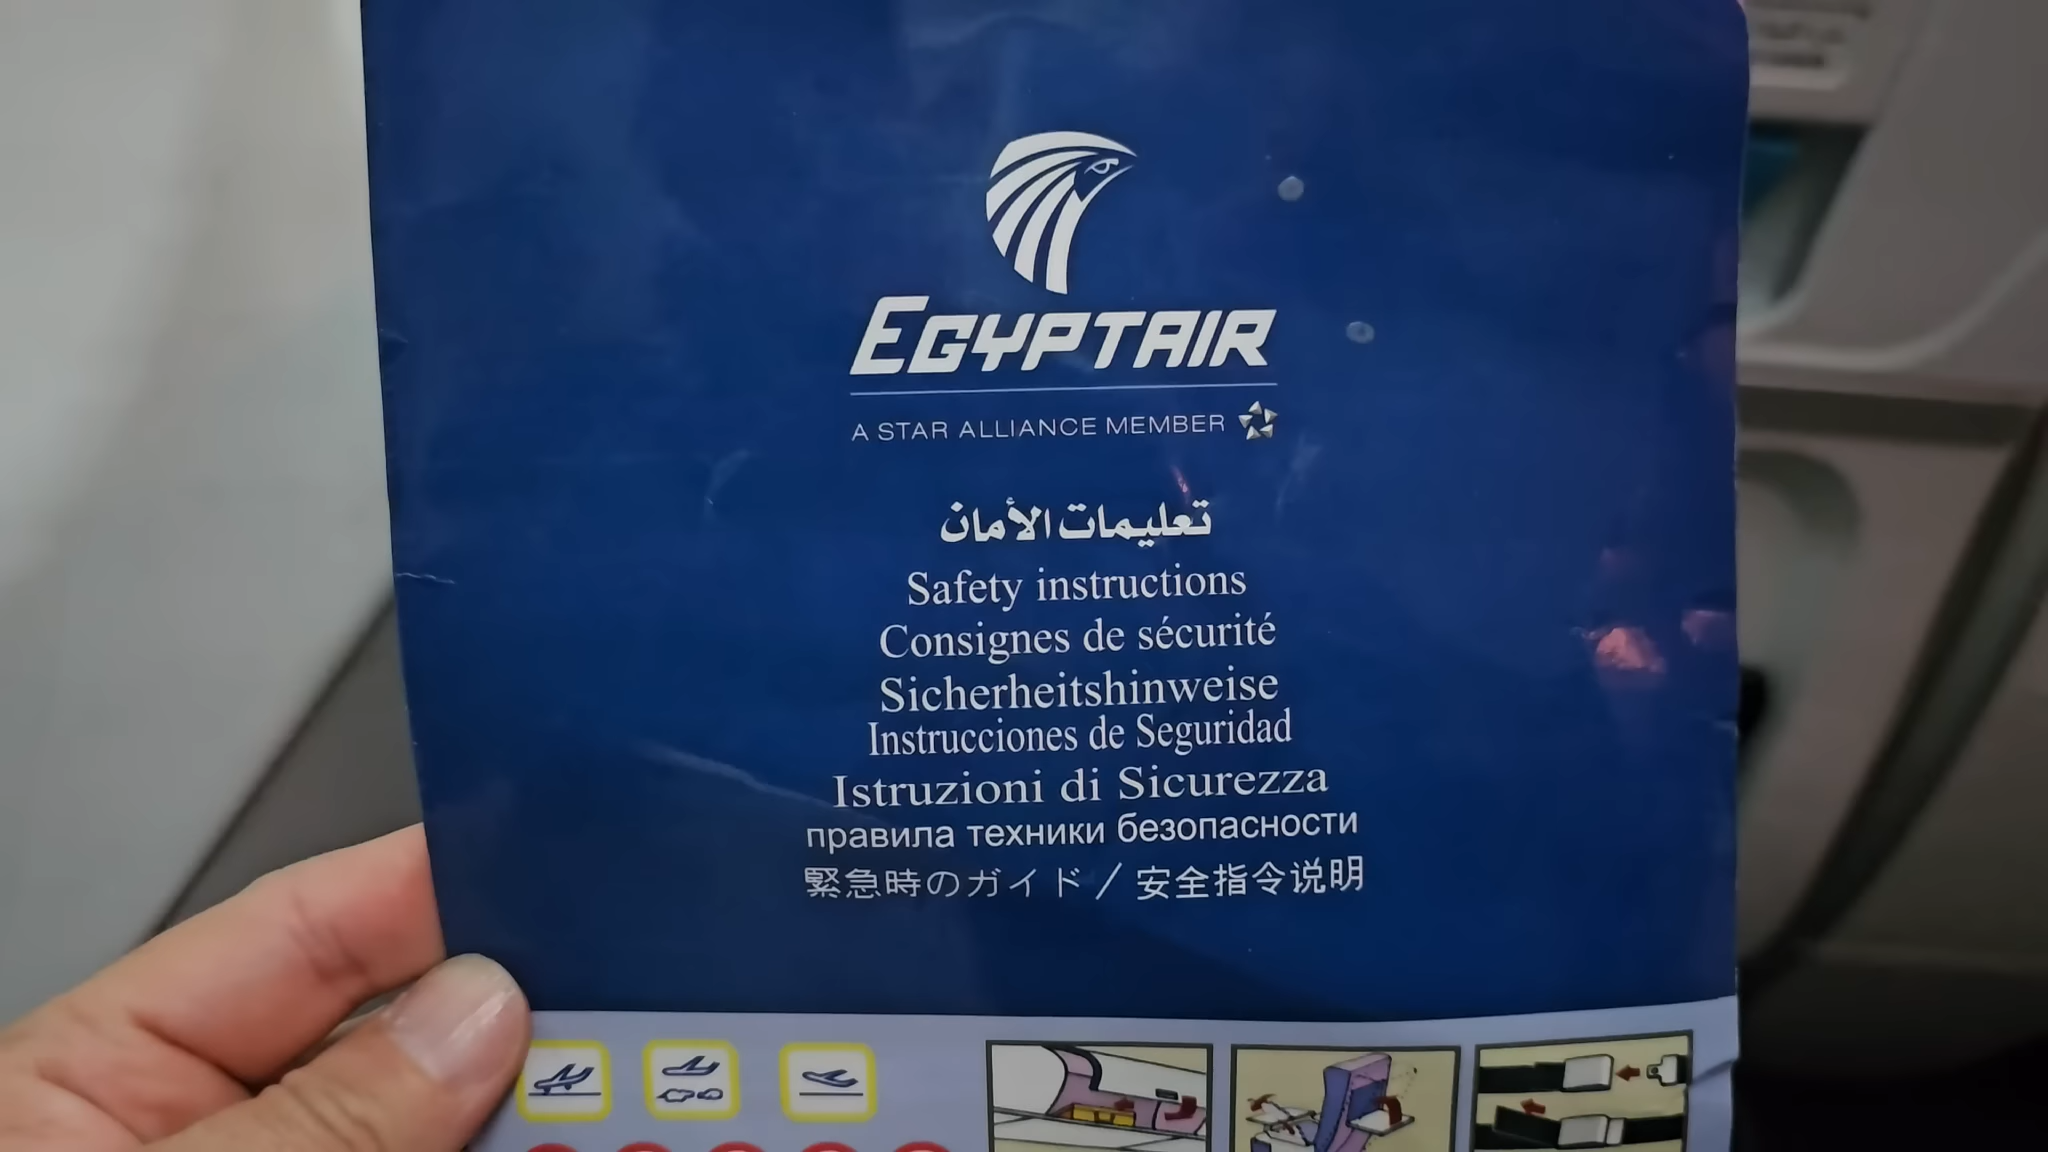 EGYPTAIR
A STAR ALLIANCE MEMBER
تعليمات الأمان
Safety instructions
Consignes de sécurité
Sicherheitshinweise
Instrucciones de Seguridad
Istruzioni di Sicurezza
правила техники безопасности
緊急時のガイド / 安全指令说明